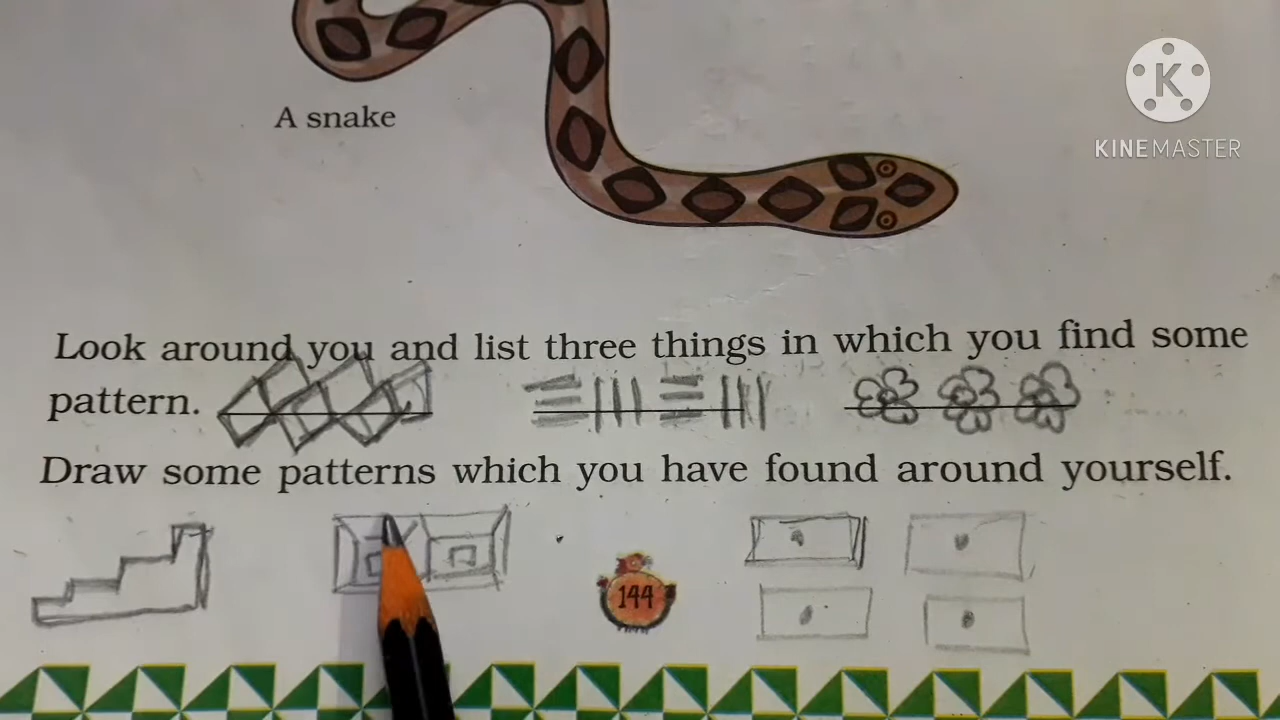 K
KINEMASTER
A snake
Look around you and list three things in which you find some
pattern.
Draw some patterns which you have found around yourself.
144